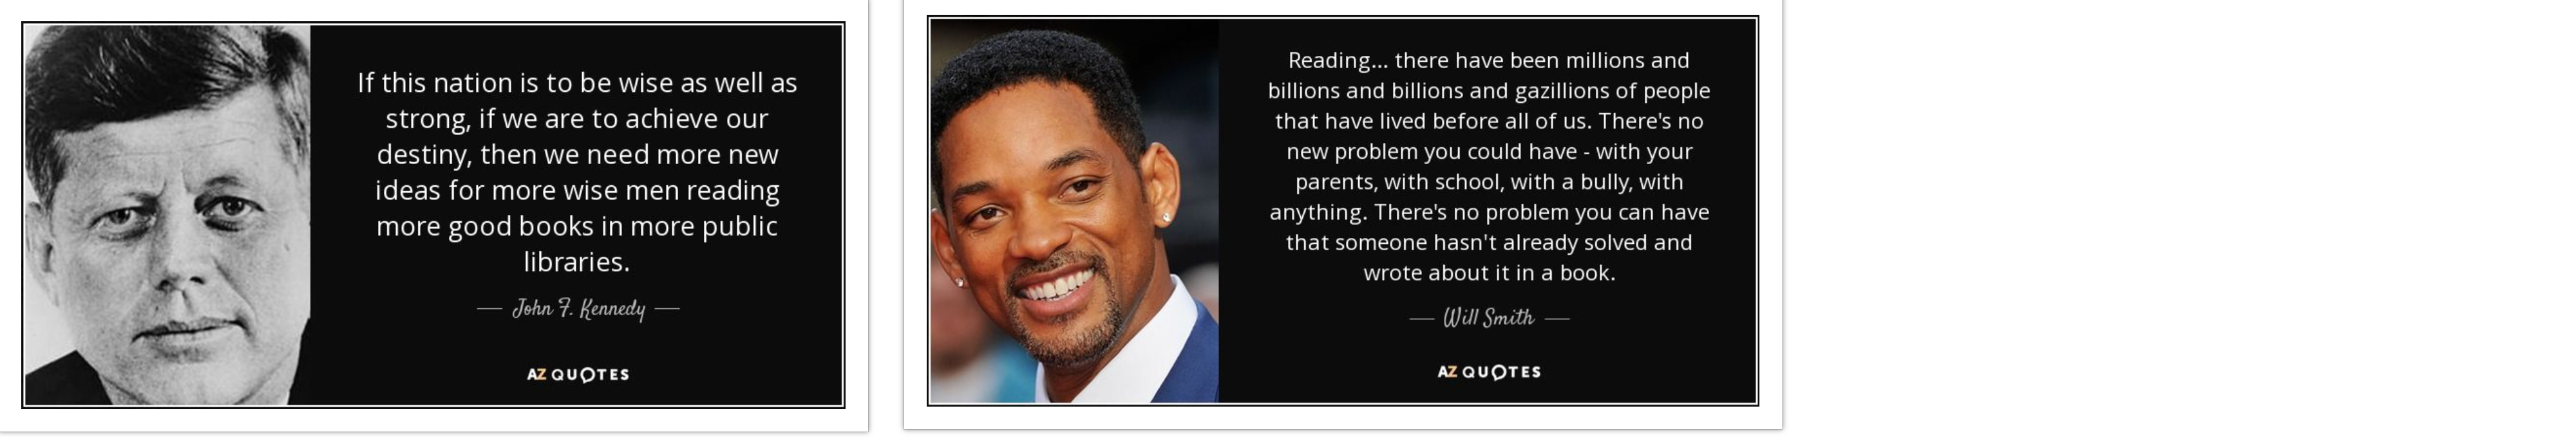 If this nation is to be wise as well as
strong, if we are to achieve our
destiny, then we need more new
ideas for more wise men reading
more good books in more public
libraries.
John F. Kennedy
AZ QUOTES
Reading... there have been millions and
billions and billions and gazillions of people
that have lived before all of us. There's no
new problem you could have - with your
parents, with school, with a bully, with
anything. There's no problem you can have
that someone hasn't already solved and
wrote about it in a book.
Will Smith
AZ QUOTES